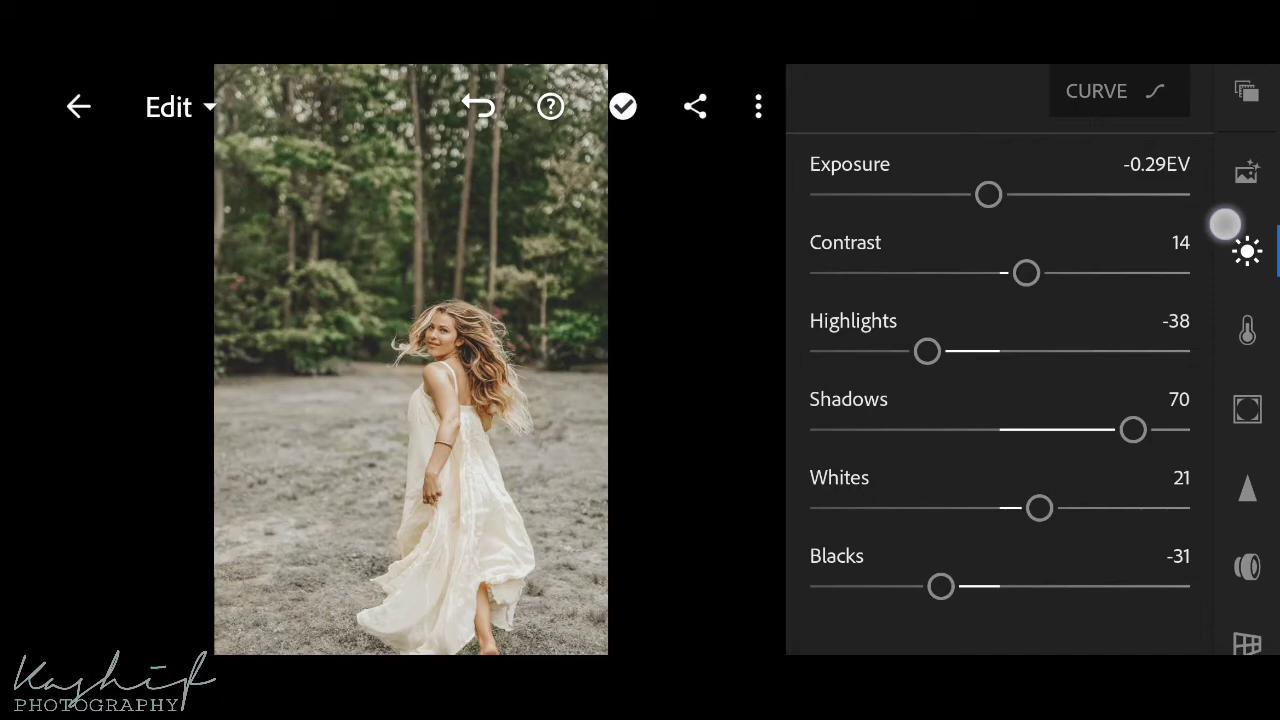 Edit
CURVE
Exposure -0.29EV
Contrast 14
Highlights -38
Shadows 70
Whites 21
Blacks -31
Kashif
PHOTOGRAPHY